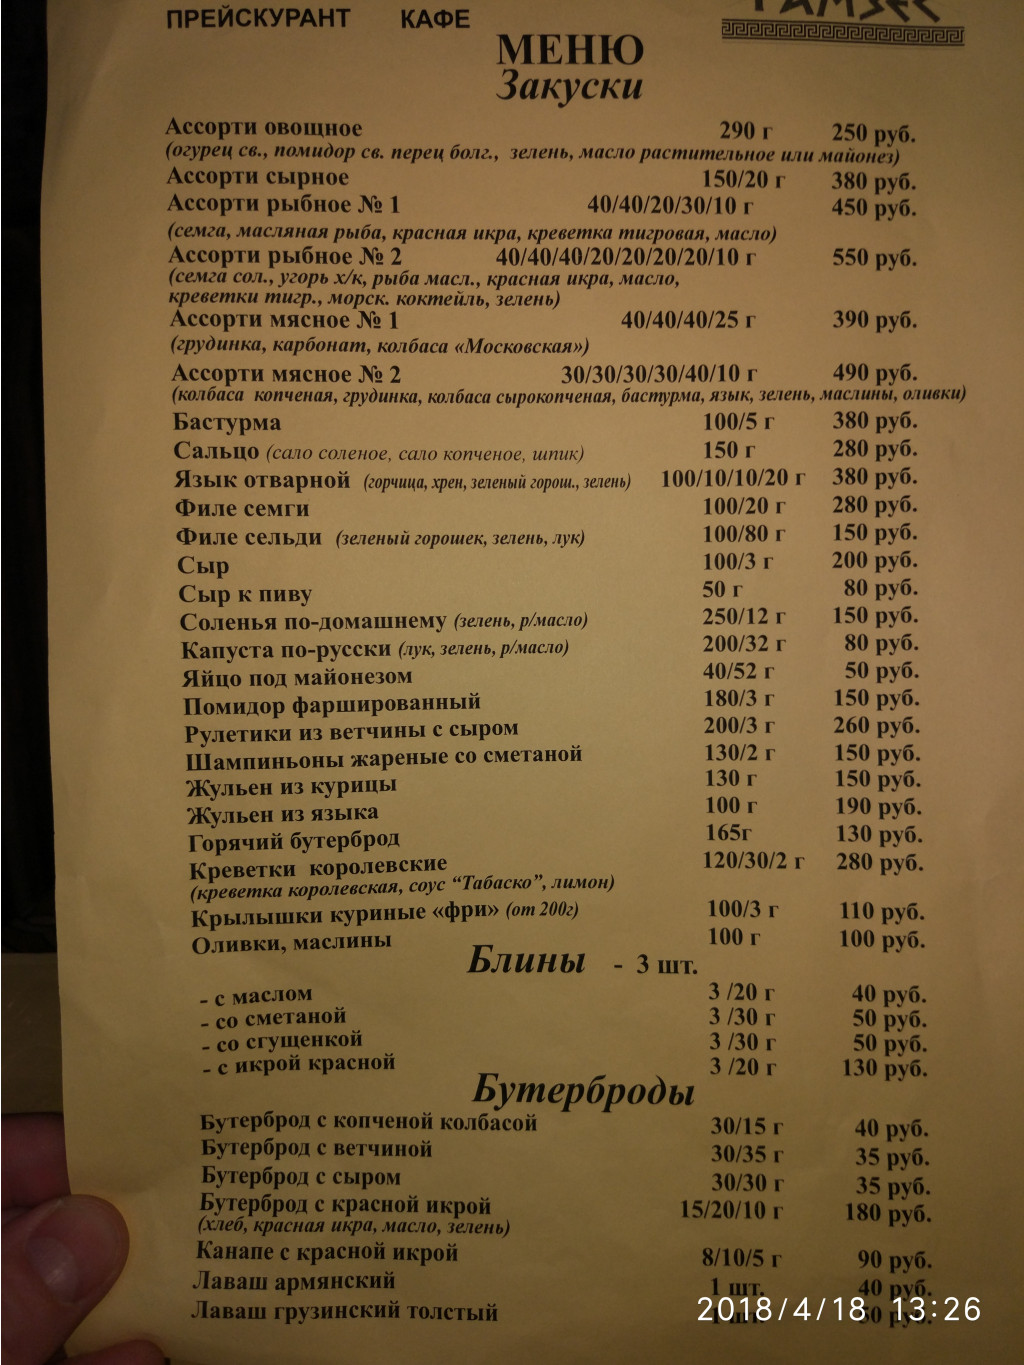 ПРЕЙСКУРАНТ КАФЕ
РАМЗЕС
МЕНЮ
Закуски
Ассорти овощное 290 г 250 руб.
(огурец св., помидор св. перец болг., зелень, масло растительное или майонез)
Ассорти сырное 150/20 г 380 руб.
Ассорти рыбное № 1 40/40/20/30/10 г 450 руб.
(семга, масляная рыба, красная икра, креветка тигровая, масло)
Ассорти рыбное № 2 40/40/40/20/20/20/20/10 г 550 руб.
(семга сол., угорь х/к, рыба масл., красная икра, масло,
креветки тигр., морск. коктейль, зелень)
Ассорти мясное № 1 40/40/40/25 г 390 руб.
(грудинка, карбонат, колбаса «Московская»)
Ассорти мясное № 2 30/30/30/30/40/10 г 490 руб.
(колбаса копченая, грудинка, колбаса сырокопченая, бастурма, язык, зелень, маслины, оливки)
Бастурма 100/5 г 380 руб.
Сальцо (сало соленое, сало копченое, шпик) 150 г 280 руб.
Язык отварной (горчица, хрен, зеленый горош., зелень) 100/10/10/20 г 380 руб.
Филе семги 100/20 г 280 руб.
Филе сельди (зеленый горошек, зелень, лук) 100/80 г 150 руб.
Сыр 100/3 г 200 руб.
Сыр к пиву 50 г 80 руб.
Соленья по-домашнему (зелень, р/масло) 250/12 г 150 руб.
Капуста по-русски (лук, зелень, р/масло) 200/32 г 80 руб.
Яйцо под майонезом 40/52 г 50 руб.
Помидор фаршированный 180/3 г 150 руб.
Рулетики из ветчины с сыром 200/3 г 260 руб.
Шампиньоны жареные со сметаной 130/2 г 150 руб.
Жульен из курицы 130 г 150 руб.
Жульен из языка 100 г 190 руб.
Горячий бутерброд 165г 130 руб.
Креветки королевские 120/30/2 г 280 руб.
(креветка королевская, соус “Табаско”, лимон)
Крылышки куриные «фри» (от 200г) 100/3 г 110 руб.
Оливки, маслины 100 г 100 руб.
Блины - 3 шт.
- с маслом 3 /20 г 40 руб.
- со сметаной 3 /30 г 50 руб.
- со сгущенкой 3 /30 г 50 руб.
- с икрой красной 3 /20 г 130 руб.
Бутерброды
Бутерброд с копченой колбасой 30/15 г 40 руб.
Бутерброд с ветчиной 30/35 г 35 руб.
Бутерброд с сыром 30/30 г 35 руб.
Бутерброд с красной икрой 15/20/10 г 180 руб.
(хлеб, красная икра, масло, зелень)
Канапе с красной икрой 8/10/5 г 90 руб.
Лаваш армянский 1 шт. 40 руб.
Лаваш грузинский толстый 1 шт. 50 руб.
2018/4/18 13:26